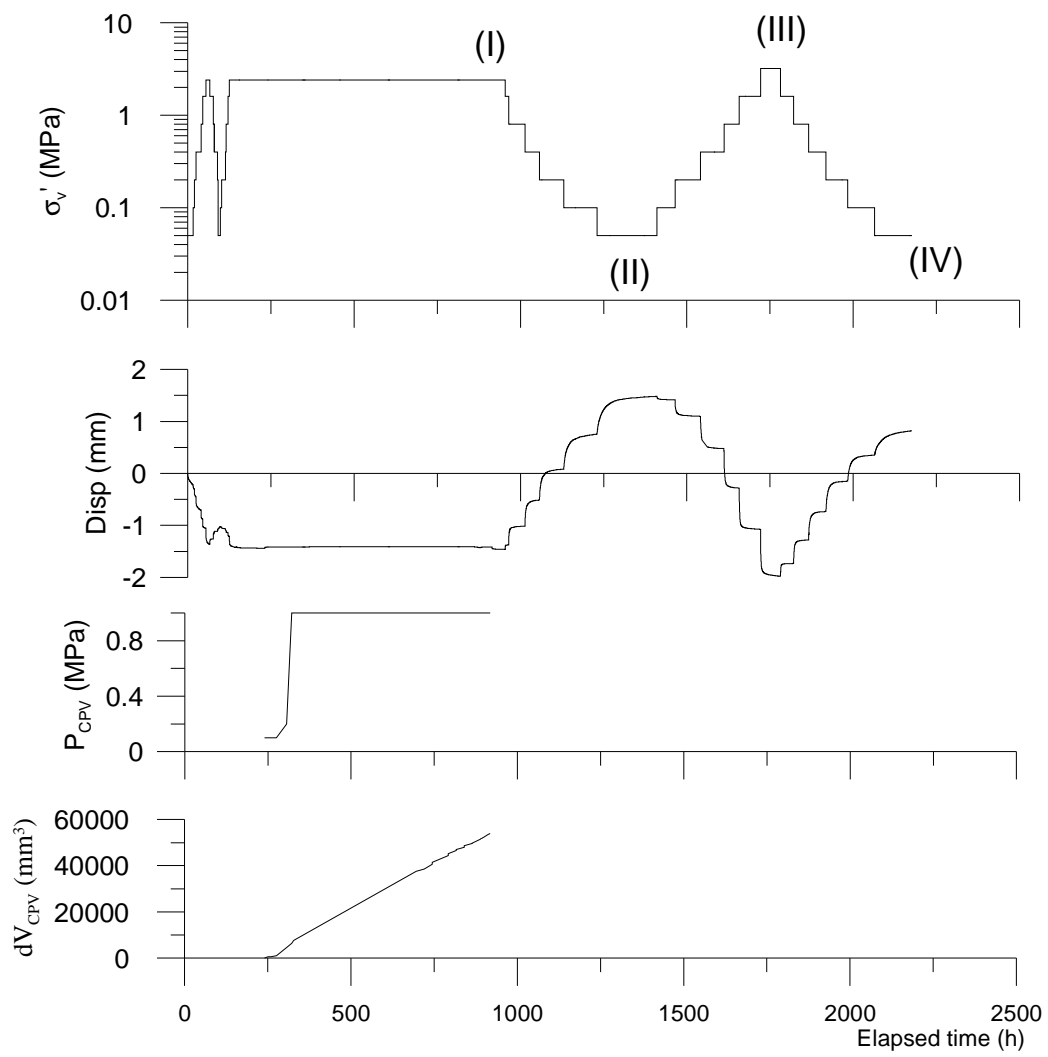 10
1
0.1
0.01
σv' (MPa)
(I)
(II)
(III)
(IV)
2
1
0
-1
-2
Disp (mm)
0.8
0.4
0
PCPV (MPa)
60000
40000
20000
0
dVCPV (mm³)
0 500 1000 1500 2000 2500
Elapsed time (h)